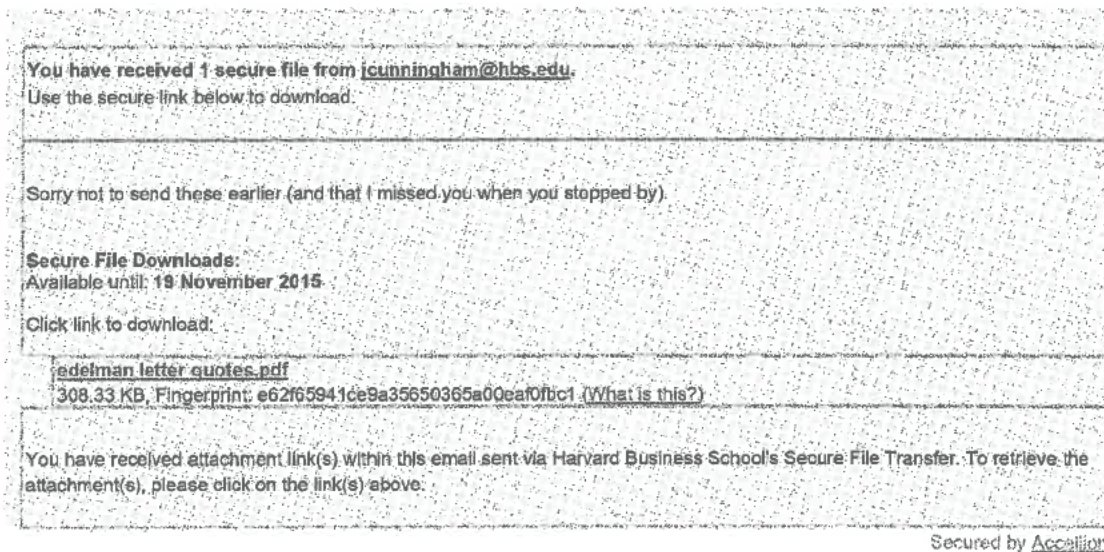 You have received 1 secure file from jcunningham@hbs.edu.
Use the secure link below to download.
Sorry not to send these earlier (and that I missed you when you stopped by).
Secure File Downloads:
Available until: 19 November 2015
Click link to download:
edelman letter quotes.pdf
308.33 KB, Fingerprint: e62f65941ce9a35650365a00eaf0fbc1 (What is this?)
You have received attachment link(s) within this email sent via Harvard Business School's Secure File Transfer. To retrieve the
attachment(s), please click on the link(s) above.
Secured by Accellion